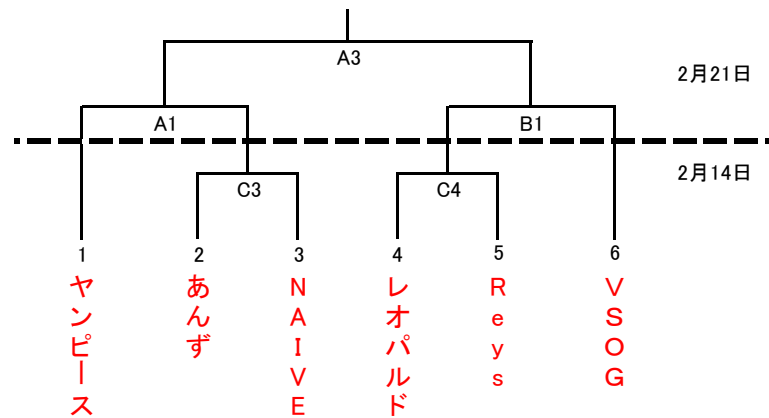 A3
2月21日
A1
B1
2月14日
C3
C4
1
2
3
4
5
6
ヤンピース
あんず
NAIVE
レオパルド
Reys
VSOG